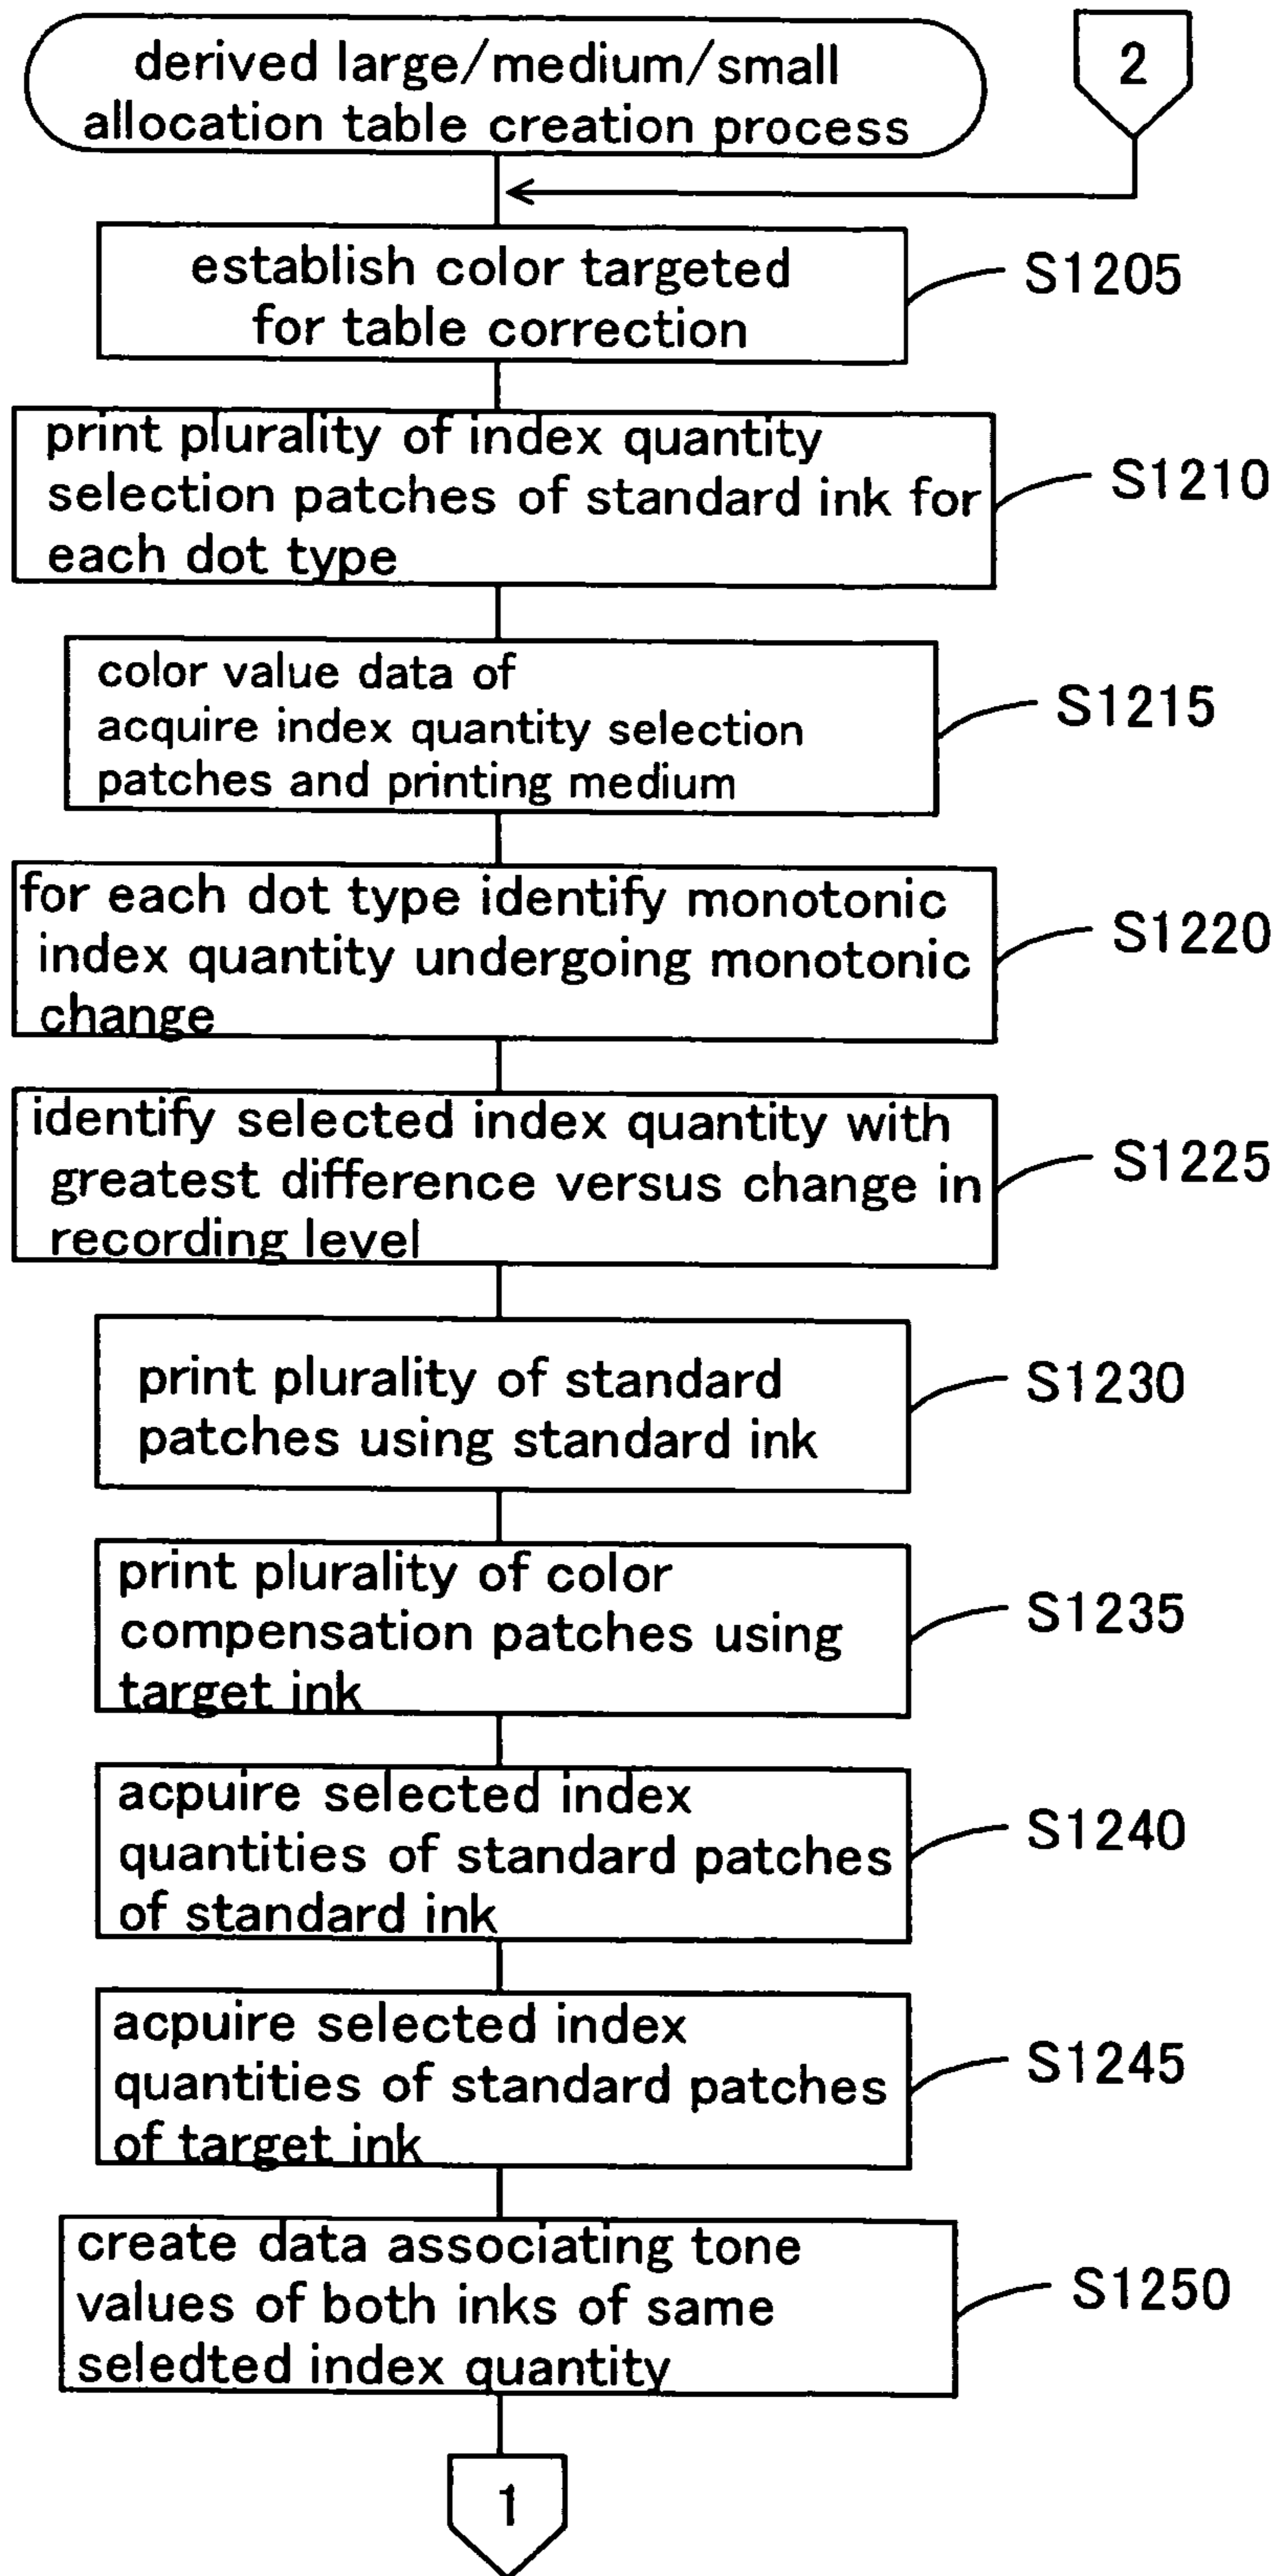 derived large/medium/small
allocation table creation process
2
establish color targeted
for table correction
S1205
print plurality of index quantity
selection patches of standard ink for
each dot type
S1210
color value data of
acquire index quantity selection
patches and printing medium
S1215
for each dot type identify monotonic
index quantity undergoing monotonic
change
S1220
identify selected index quantity with
greatest difference versus change in
recording level
S1225
print plurality of standard
patches using standard ink
S1230
print plurality of color
compensation patches using
target ink
S1235
acpuire selected index
quantities of standard patches
of standard ink
S1240
acpuire selected index
quantities of standard patches
of target ink
S1245
create data associating tone
values of both inks of same
seledted index quantity
S1250
1